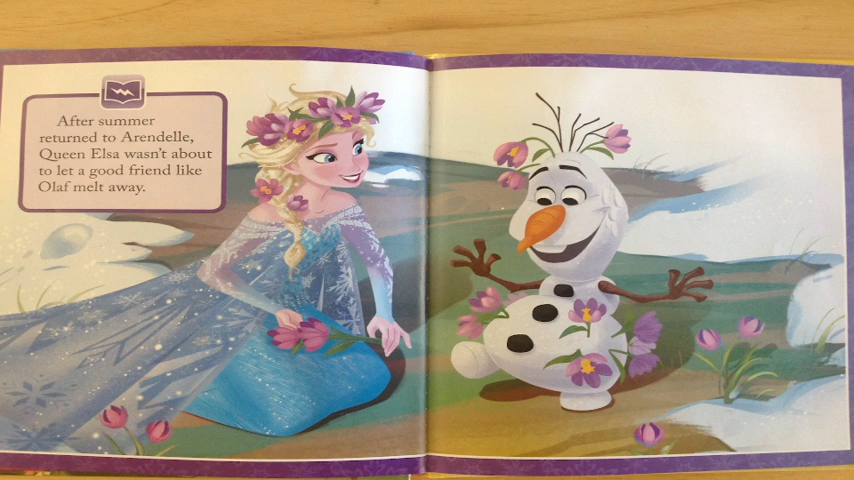 After summer
returned to Arendelle,
Queen Elsa wasn't about
to let a good friend like
Olaf melt away.